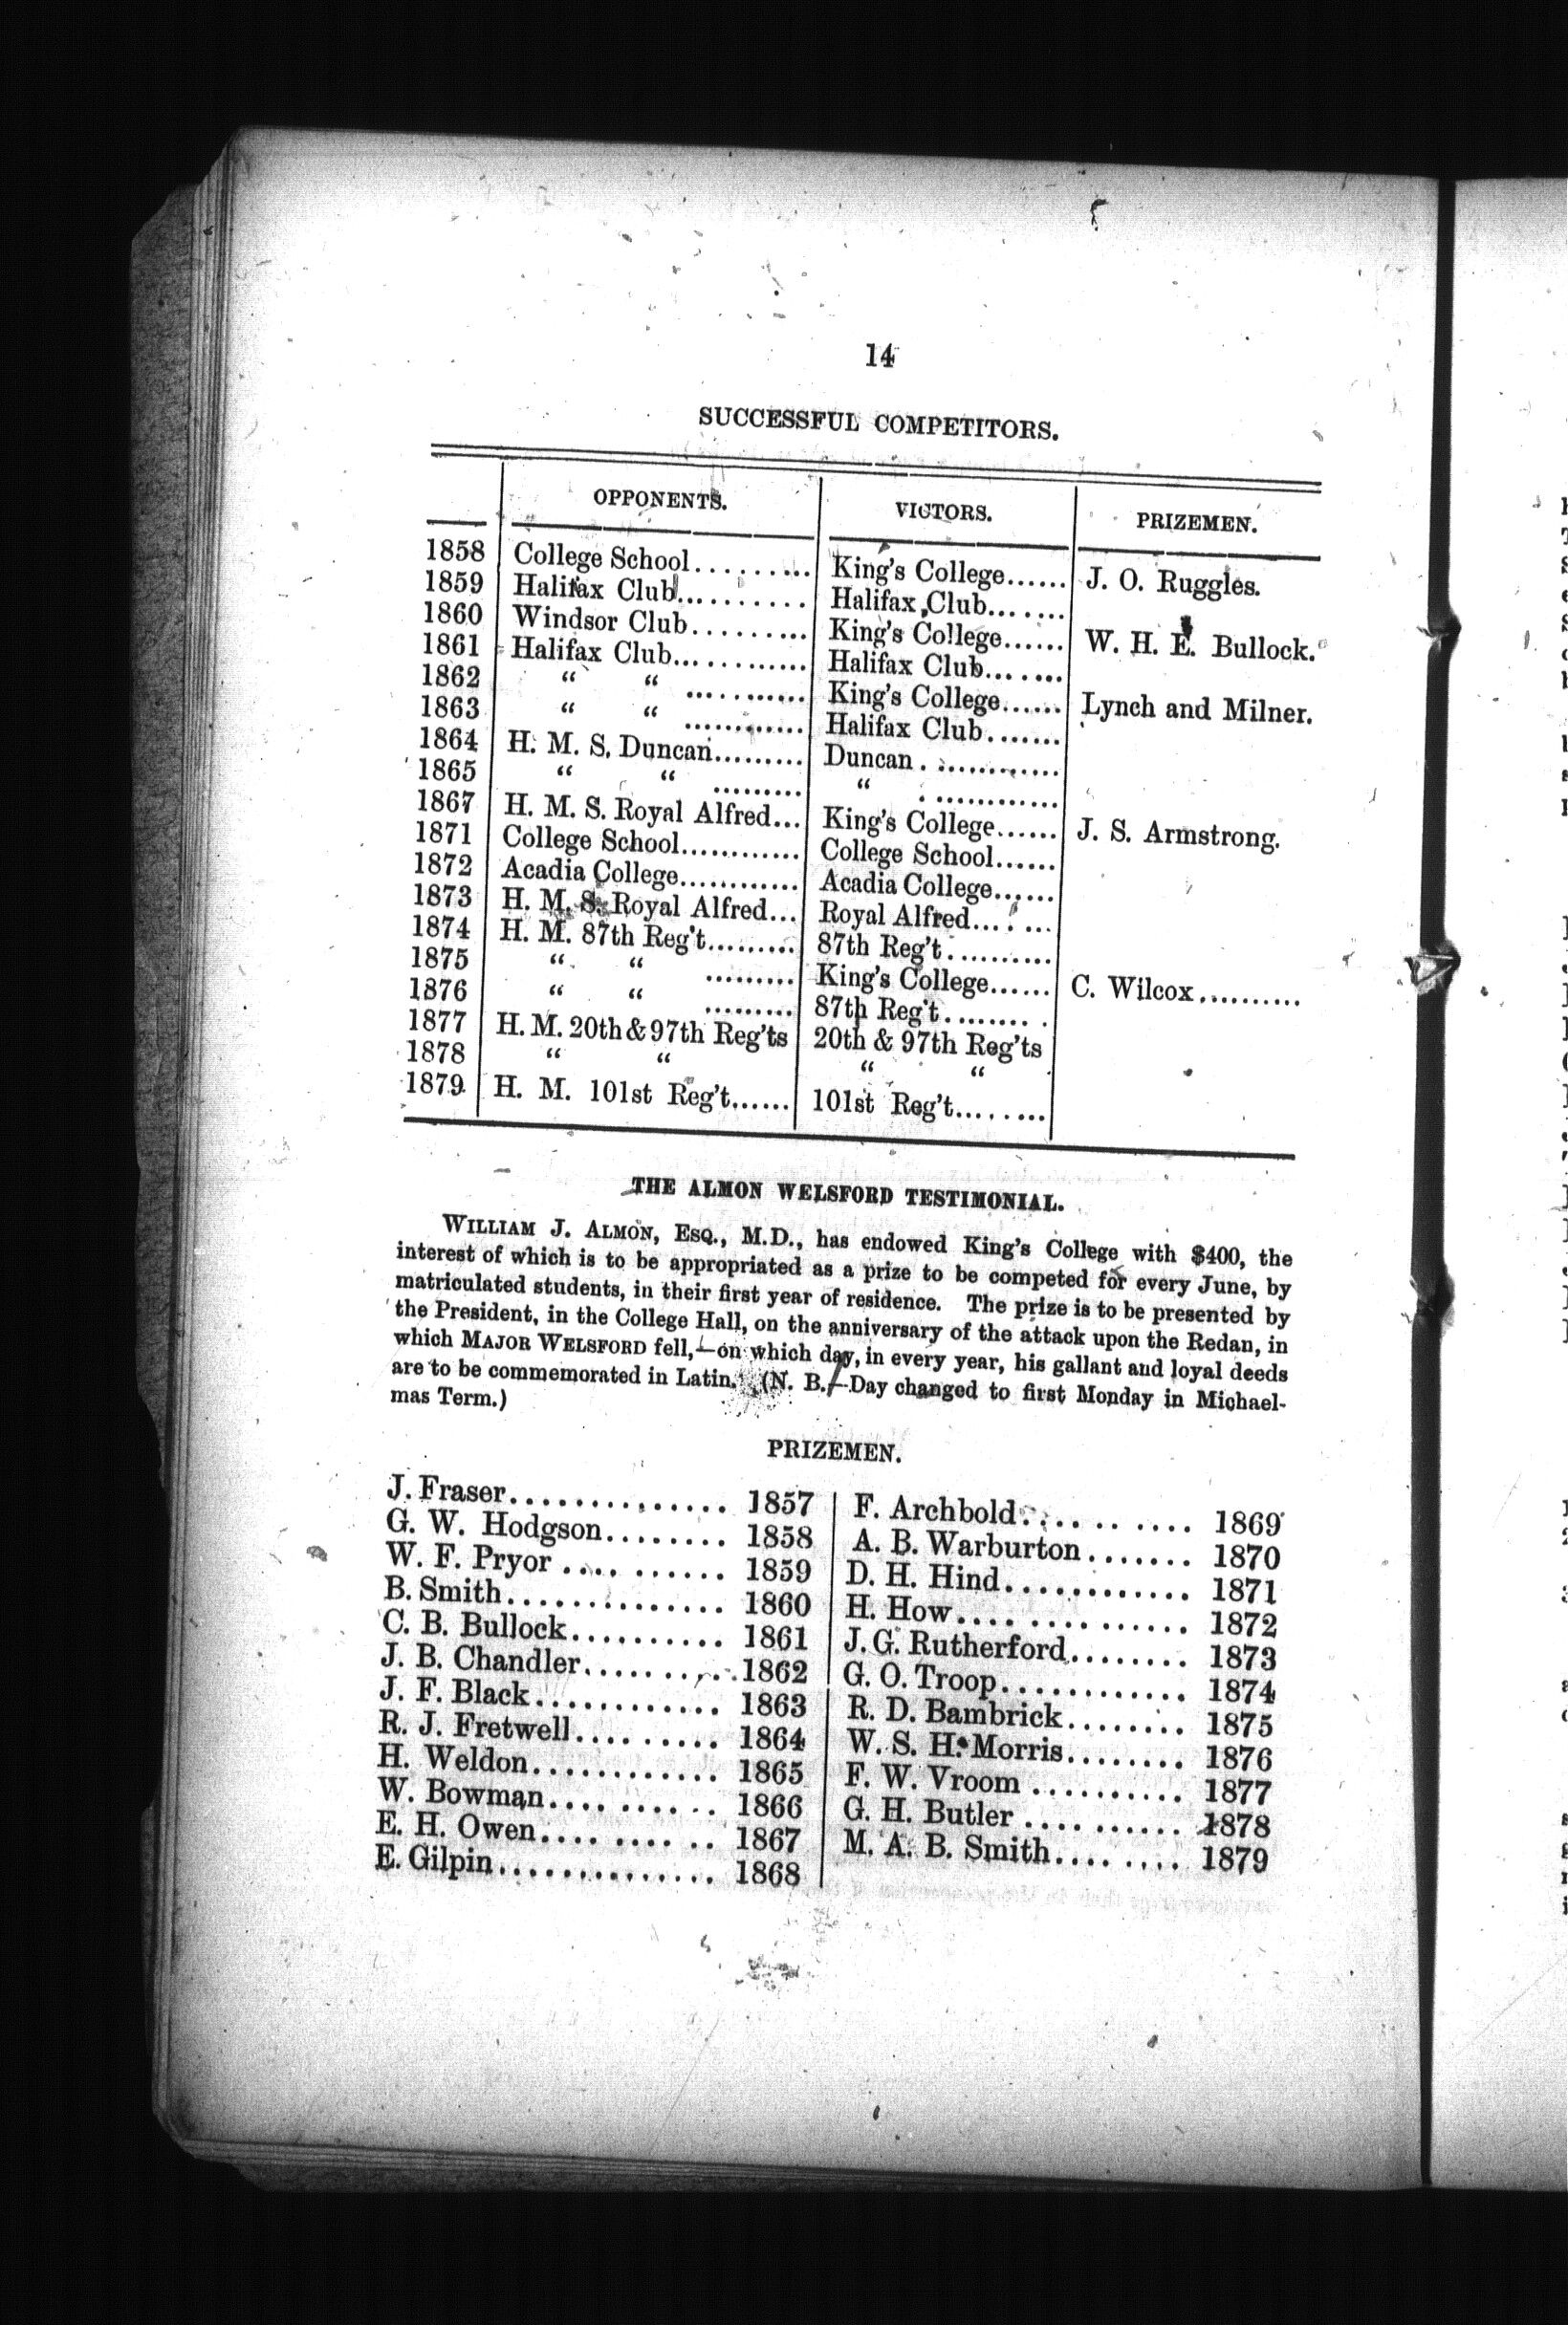 14
SUCCESSFUL COMPETITORS.
OPPONENTS. VICTORS. PRIZEMEN.
1858 College School.......... King's College...... J. O. Ruggles.
1859 Halifax Club........... Halifax Club.......
1860 Windsor Club......... King's College...... W. H. E. Bullock.
1861 Halifax Club............ Halifax Club.......
1862 “ “ ............ King's College...... Lynch and Milner.
1863 “ “ ............ Halifax Club.......
1864 H. M. S. Duncan......... Duncan.............
1865 “ “ ......... “ .............
1867 H. M. S. Royal Alfred... King's College...... J. S. Armstrong.
1871 College School............ College School......
1872 Acadia College............ Acadia College......
1873 H. M. S. Royal Alfred... Royal Alfred........
1874 H. M. 87th Reg't......... 87th Reg't..........
1875 “ “ ......... King's College...... C. Wilcox..........
1876 “ “ ......... 87th Reg't.........
1877 H. M. 20th & 97th Reg'ts 20th & 97th Reg'ts
1878 “ “ “ “
1879 H. M. 101st Reg't...... 101st Reg't.........
THE ALMON WELSFORD TESTIMONIAL.
WILLIAM J. ALMON, ESQ., M.D., has endowed King's College with $400, the
interest of which is to be appropriated as a prize to be competed for every June, by
matriculated students, in their first year of residence. The prize is to be presented by
the President, in the College Hall, on the anniversary of the attack upon the Redan, in
which MAJOR WELSFORD fell,—on which day, in every year, his gallant and loyal deeds
are to be commemorated in Latin. (N. B.—Day changed to first Monday in Michael-
mas Term.)
PRIZEMEN.
J. Fraser............... 1857
G. W. Hodgson........ 1858
W. F. Pryor .......... 1859
B. Smith............... 1860
C. B. Bullock.......... 1861
J. B. Chandler......... 1862
J. F. Black............ 1863
R. J. Fretwell......... 1864
H. Weldon............ 1865
W. Bowman........... 1866
E. H. Owen........... 1867
E. Gilpin.............. 1868
F. Archbold........... 1869
A. B. Warburton....... 1870
D. H. Hind............ 1871
H. How.............. 1872
J. G. Rutherford........ 1873
G. O. Troop............ 1874
R. D. Bambrick........ 1875
W. S. H. Morris........ 1876
F. W. Vroom .......... 1877
G. H. Butler .......... 1878
M. A. B. Smith........ 1879